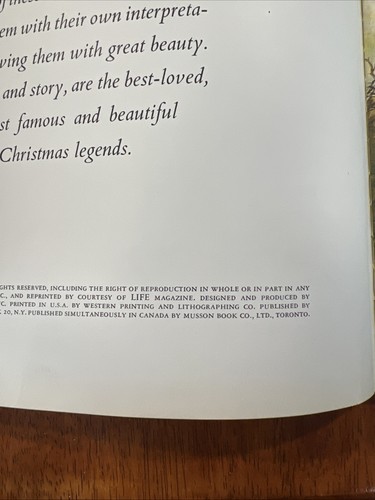 em with their own interpreta-
ving them with great beauty.
and story, are the best-loved,
st famous and beautiful
Christmas legends.
GHTS RESERVED, INCLUDING THE RIGHT OF REPRODUCTION IN WHOLE OR IN PART IN ANY
C., AND REPRINTED BY COURTESY OF LIFE MAGAZINE. DESIGNED AND PRODUCED BY
C. PRINTED IN U.S.A. BY WESTERN PRINTING AND LITHOGRAPHING CO. PUBLISHED BY
20, N.Y. PUBLISHED SIMULTANEOUSLY IN CANADA BY MUSSON BOOK CO., LTD., TORONTO.